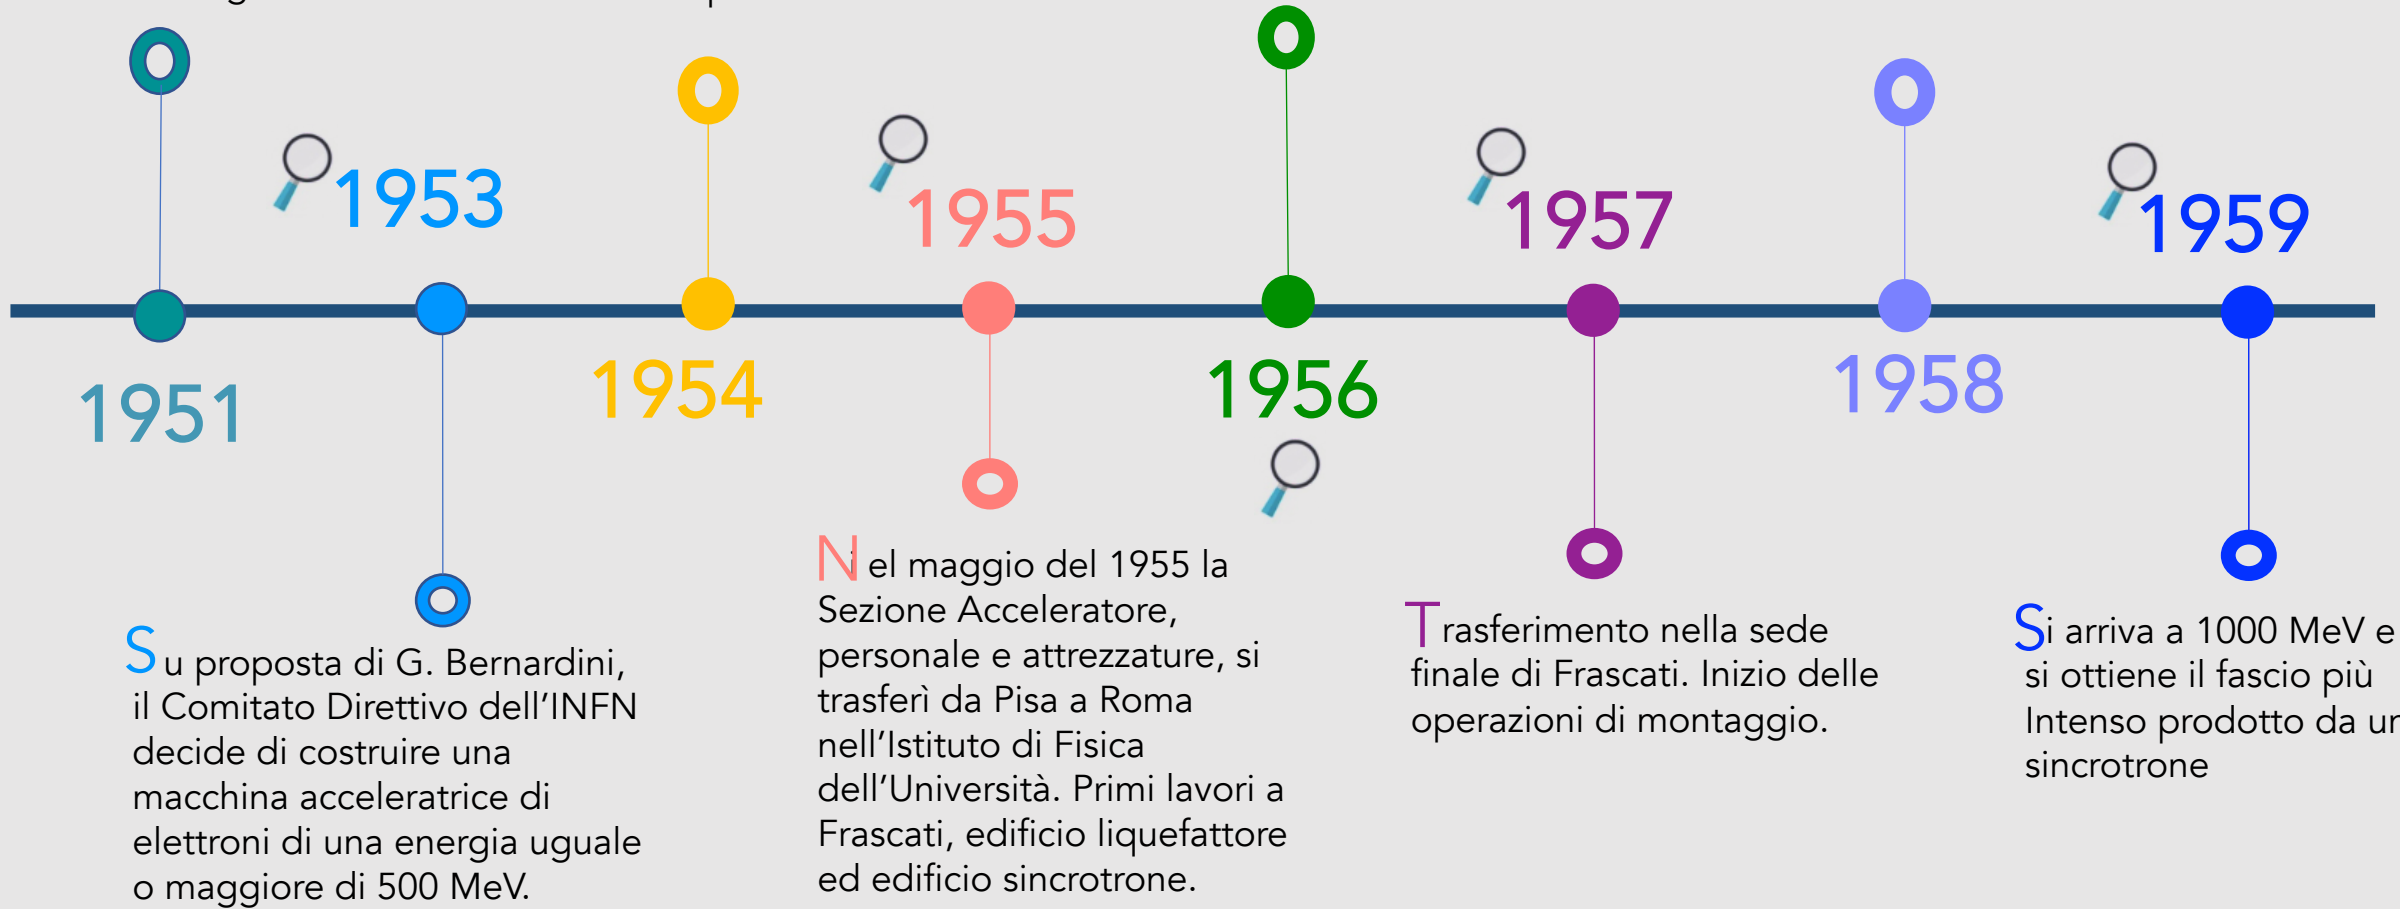 1953
1955
1957
1959
1951
1954
1956
1958
Su proposta di G. Bernardini,
il Comitato Direttivo dell’INFN
decide di costruire una
macchina acceleratrice di
elettroni di una energia uguale
o maggiore di 500 MeV.
Nel maggio del 1955 la
Sezione Acceleratore,
personale e attrezzature, si
trasferì da Pisa a Roma
nell’Istituto di Fisica
dell’Università. Primi lavori a
Frascati, edificio liquefattore
ed edificio sincrotrone.
Trasferimento nella sede
finale di Frascati. Inizio delle
operazioni di montaggio.
Si arriva a 1000 MeV e
si ottiene il fascio più
Intenso prodotto da
sincrotrone